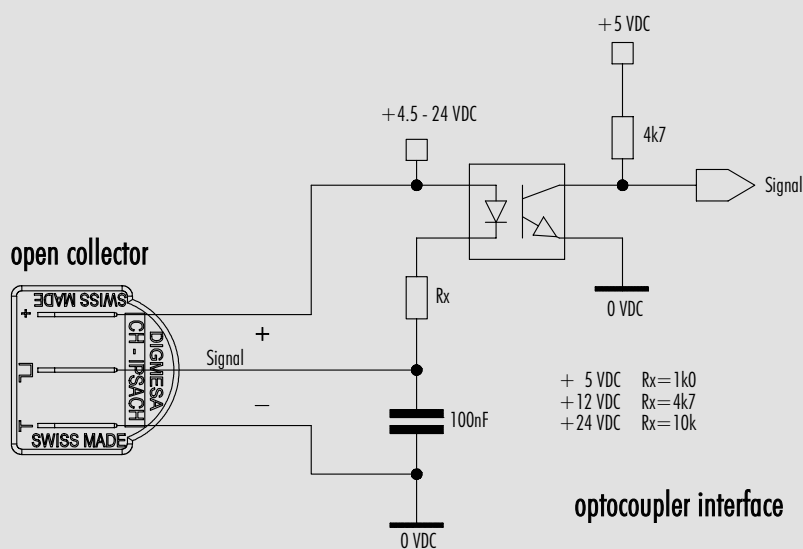 +5 VDC
+4.5 - 24 VDC
4k7
Signal
open collector
SWISS MADE
+
DIGMESA
CH - IPSACH
⊥
SWISS MADE
+
Signal
–
Rx
0 VDC
100nF
+ 5 VDC Rx=1k0
+12 VDC Rx=4k7
+24 VDC Rx=10k
optocoupler interface
0 VDC